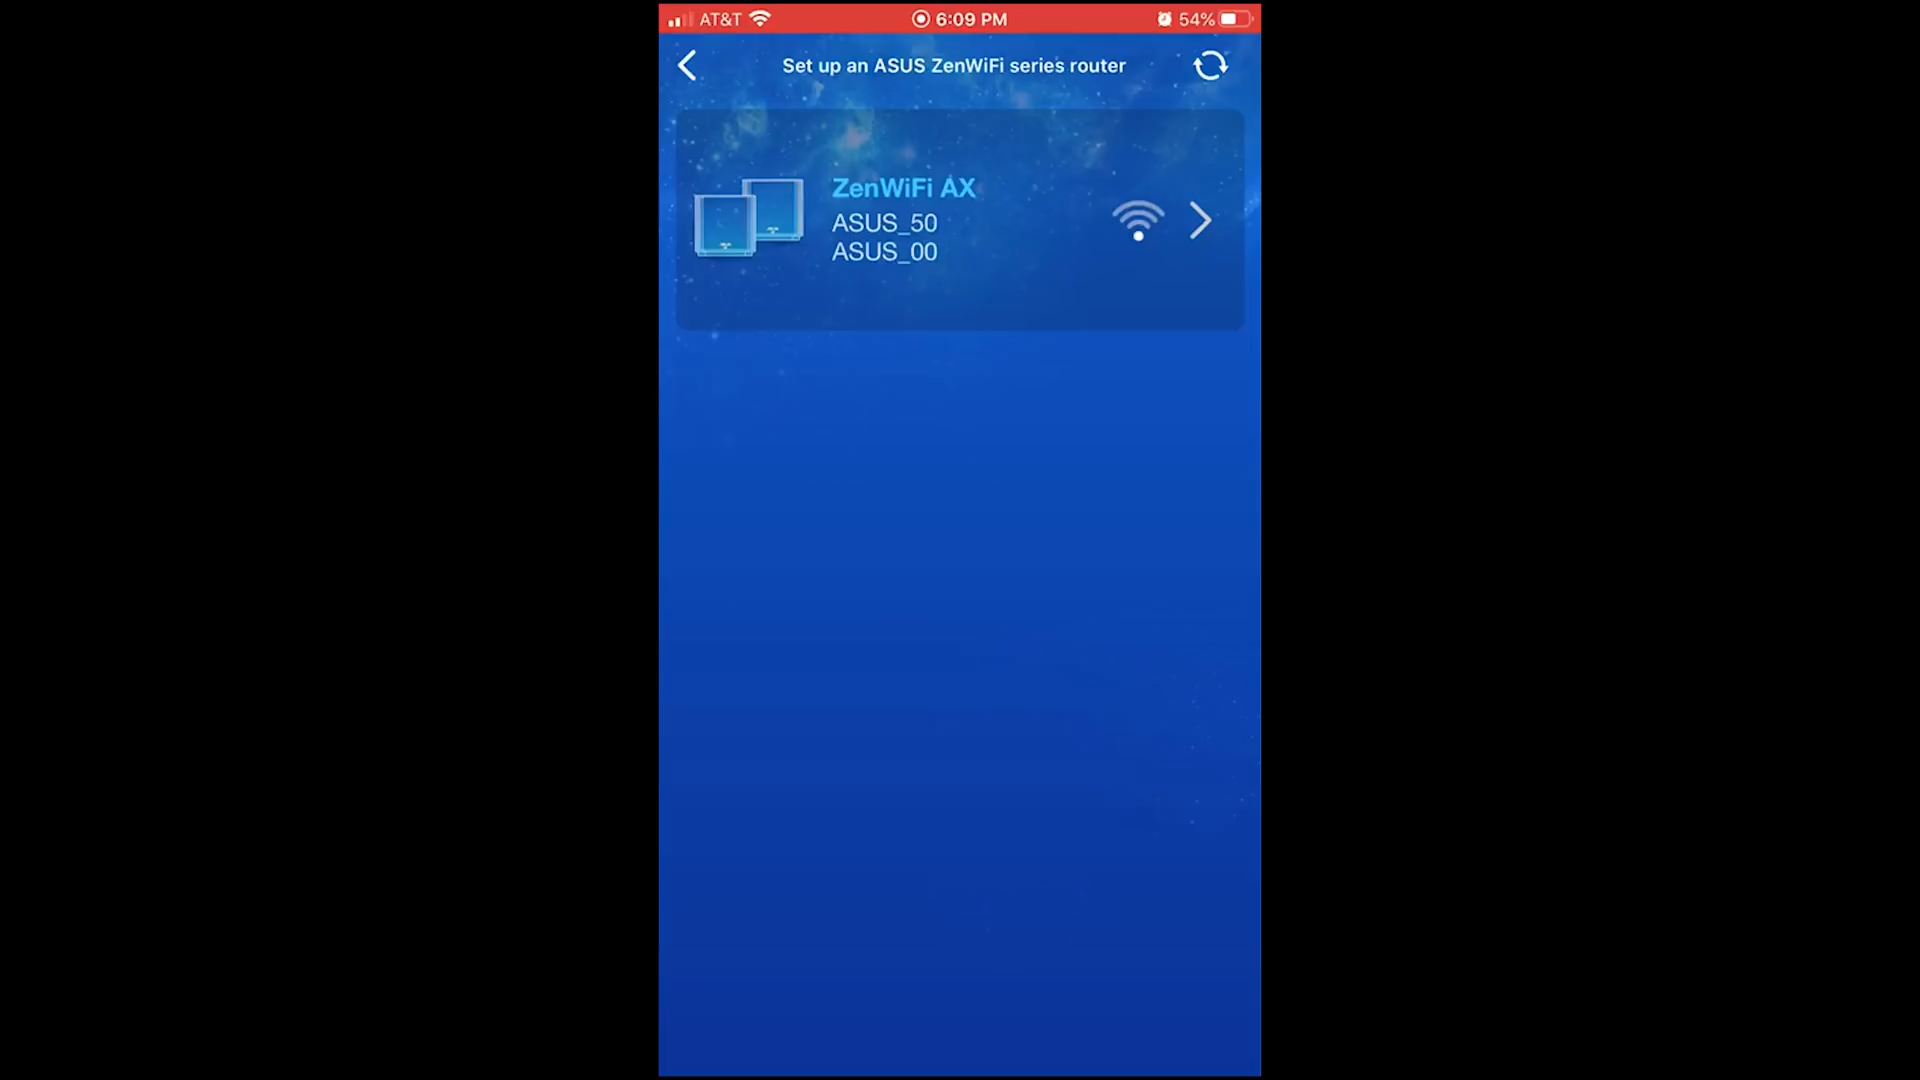 AT&T 6:09 PM 54%
Set up an ASUS ZenWiFi series router
ZenWiFi AX
ASUS_50
ASUS_00